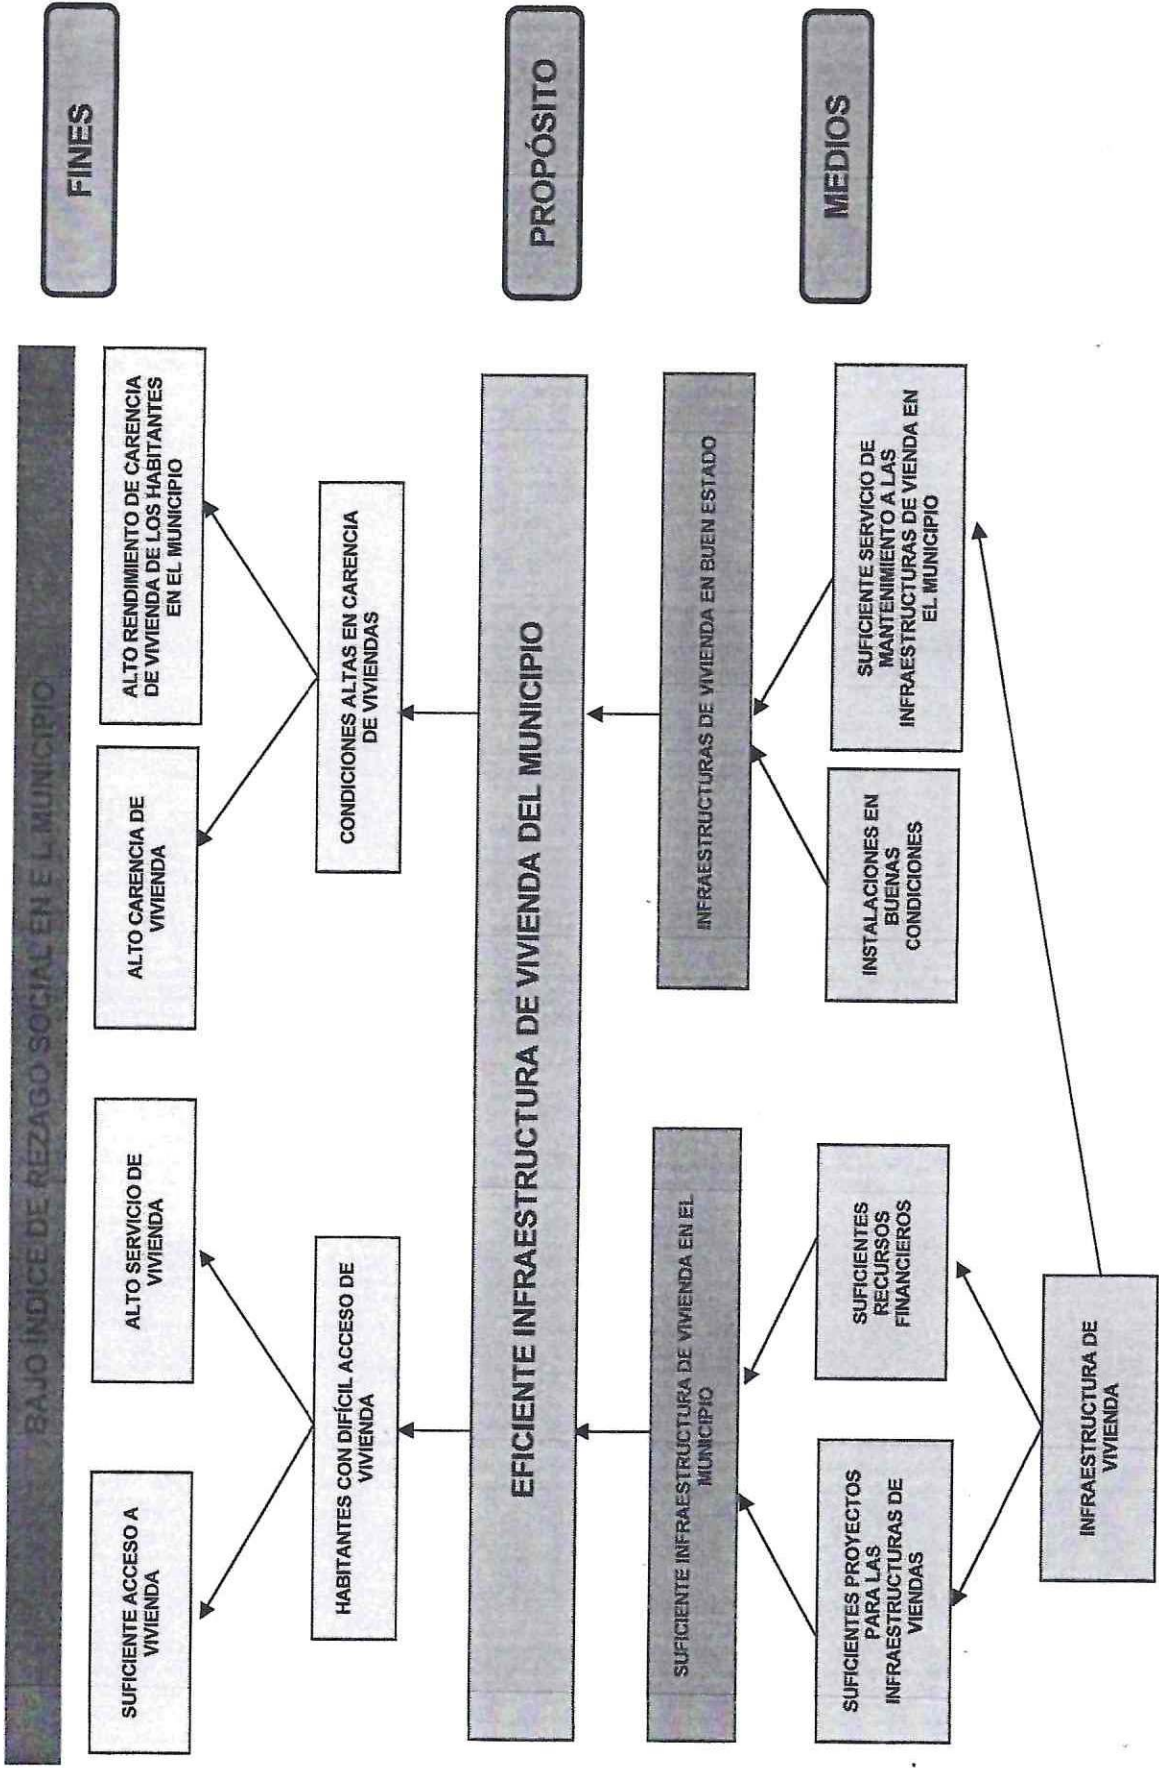 BAJO ÍNDICE DE REZAGO SOCIAL EN EL MUNICIPIO
FINES
SUFICIENTE ACCESO A
VIVIENDA
ALTO SERVICIO DE
VIVIENDA
ALTO CARENCIA DE
VIVIENDA
ALTO RENDIMIENTO DE CARENCIA
DE VIVIENDA DE LOS HABITANTES
EN EL MUNICIPIO
HABITANTES CON DIFÍCIL ACCESO DE
VIVIENDA
CONDICIONES ALTAS EN CARENCIA
DE VIVIENDAS
EFICIENTE INFRAESTRUCTURA DE VIVIENDA DEL MUNICIPIO
PROPÓSITO
SUFICIENTE INFRAESTRUCTURA DE VIVIENDA EN EL
MUNICIPIO
INFRAESTRUCTURAS DE VIVIENDA EN BUEN ESTADO
MEDIOS
SUFICIENTES PROYECTOS
PARA LAS
INFRAESTRUCTURAS DE
VIENDAS
SUFICIENTES
RECURSOS
FINANCIEROS
INSTALACIONES EN
BUENAS
CONDICIONES
SUFICIENTE SERVICIO DE
MANTENIMIENTO A LAS
INFRAESTRUCTURAS DE VIENDA EN
EL MUNICIPIO
INFRAESTRUCTURA DE
VIVIENDA